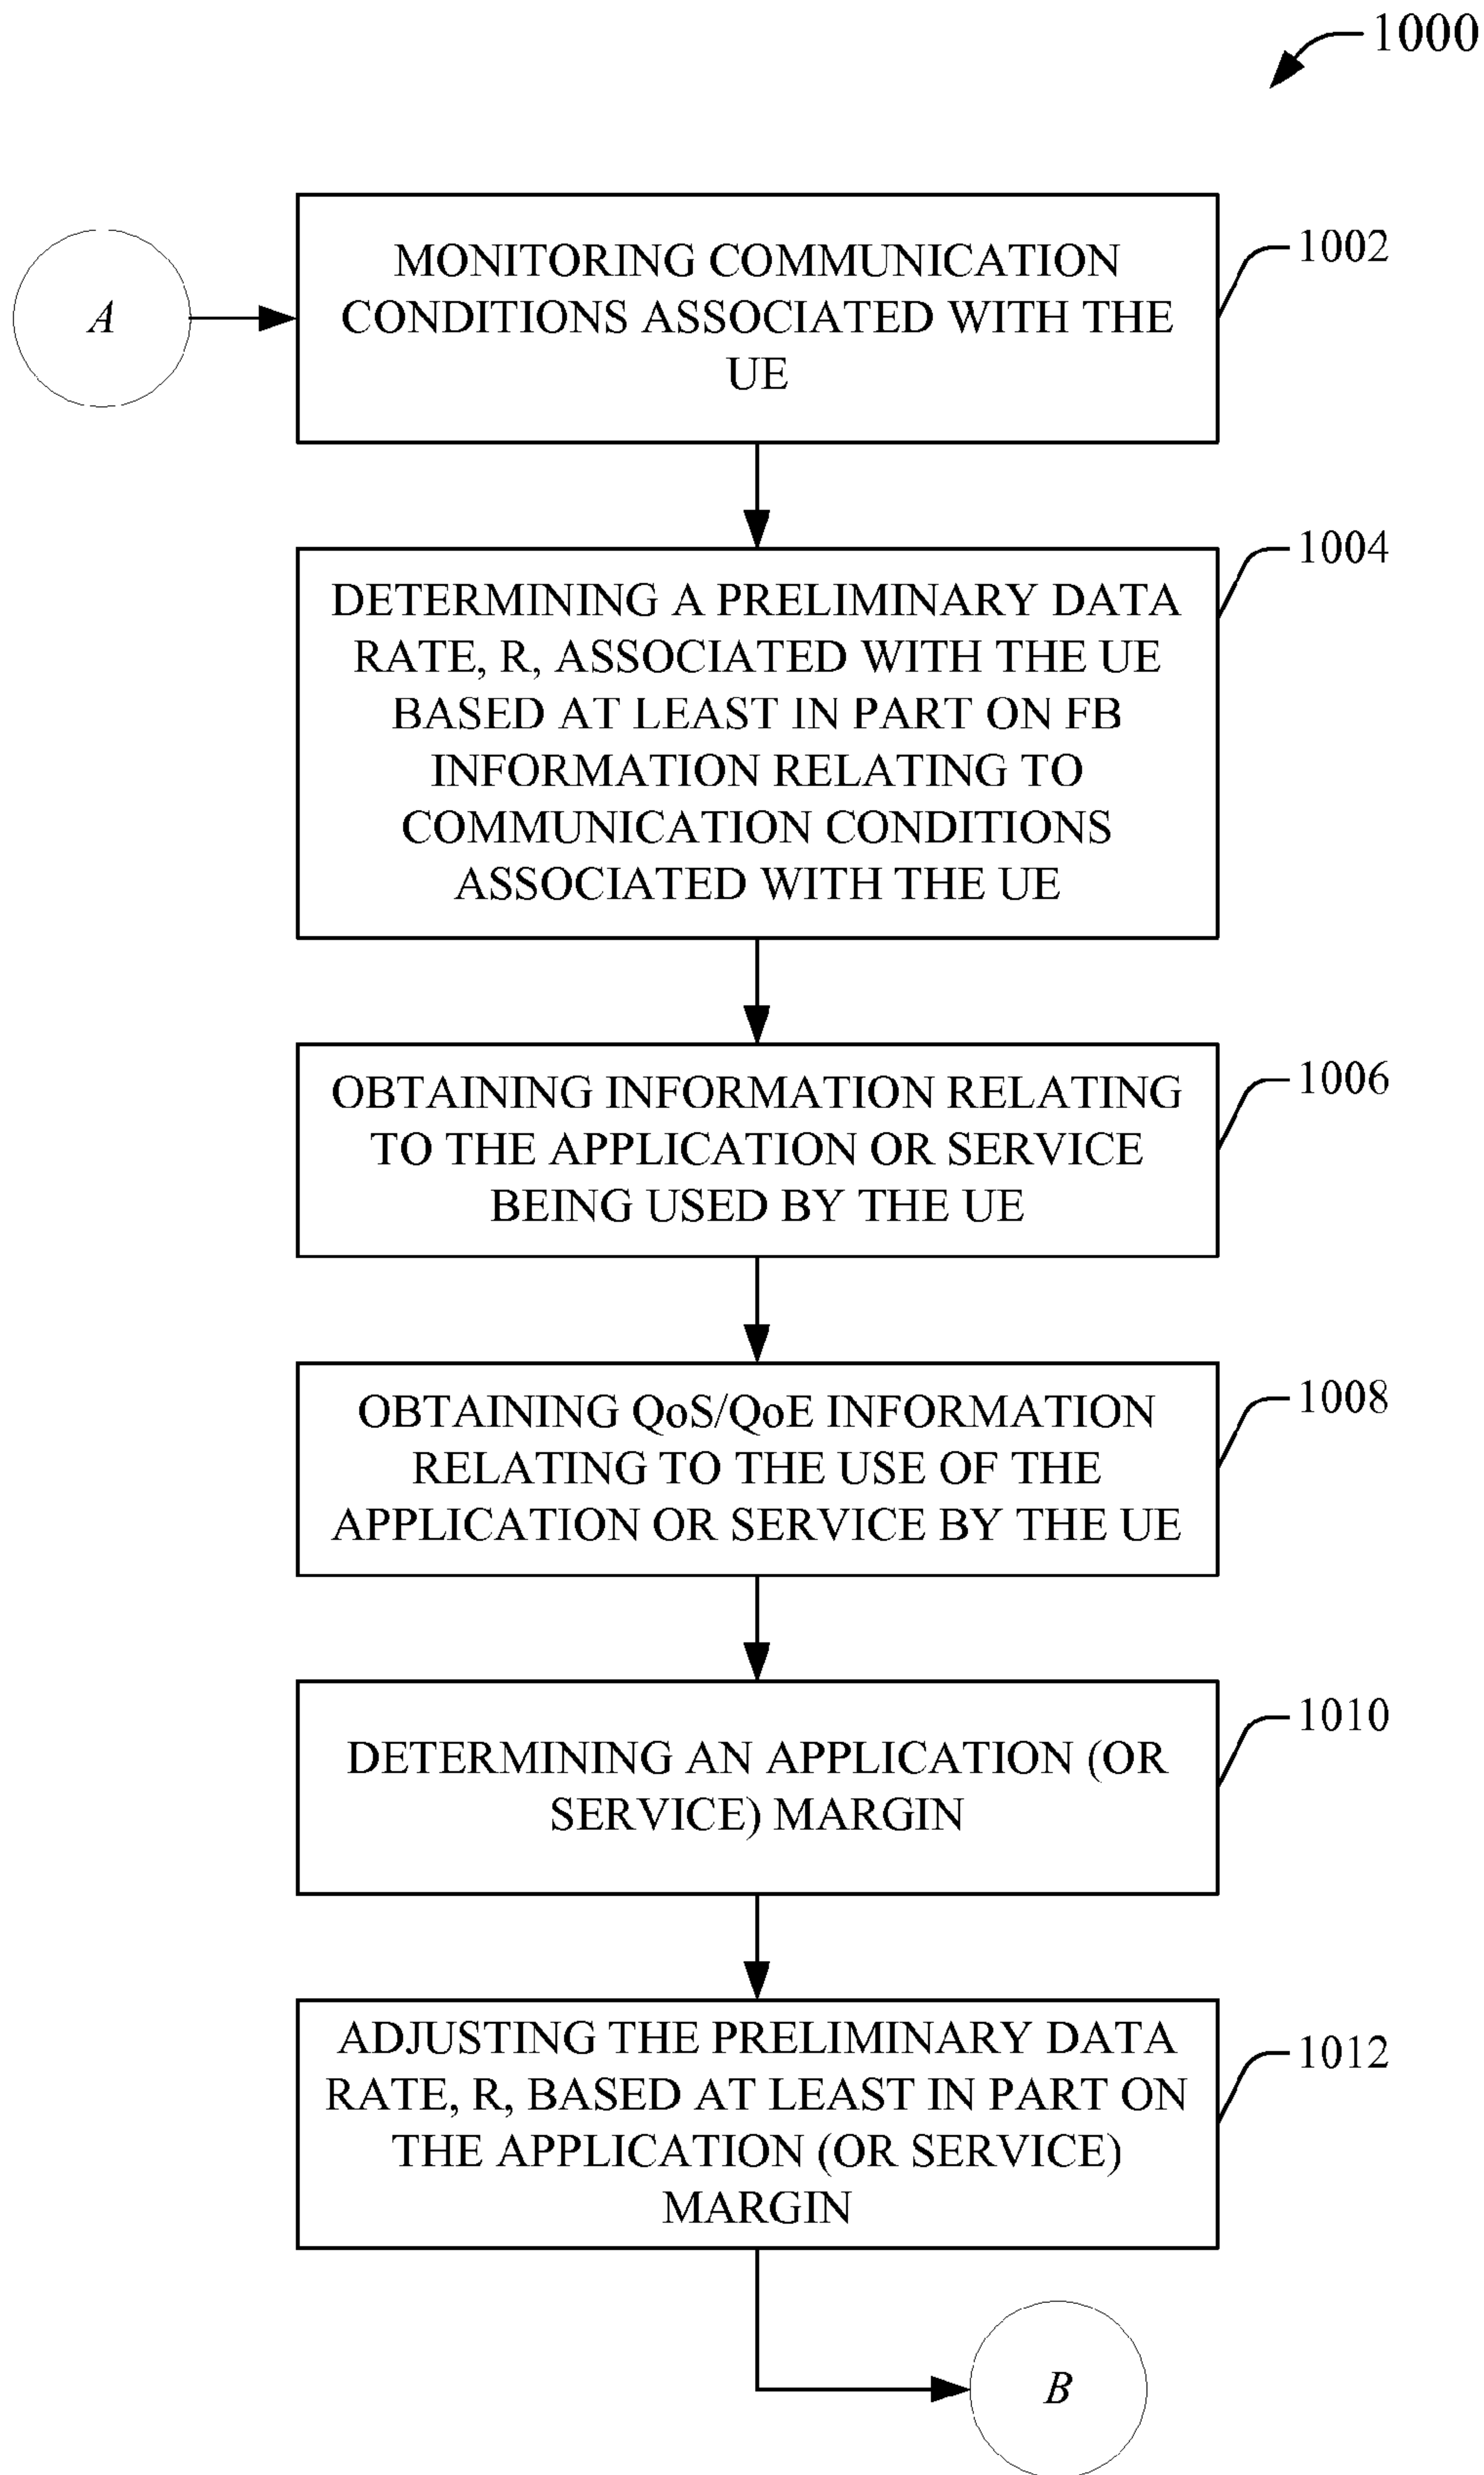 1000
A
MONITORING COMMUNICATION
CONDITIONS ASSOCIATED WITH THE
UE
1002
DETERMINING A PRELIMINARY DATA
RATE, R, ASSOCIATED WITH THE UE
BASED AT LEAST IN PART ON FB
INFORMATION RELATING TO
COMMUNICATION CONDITIONS
ASSOCIATED WITH THE UE
1004
OBTAINING INFORMATION RELATING
TO THE APPLICATION OR SERVICE
BEING USED BY THE UE
1006
OBTAINING QoS/QoE INFORMATION
RELATING TO THE USE OF THE
APPLICATION OR SERVICE BY THE UE
1008
DETERMINING AN APPLICATION (OR
SERVICE) MARGIN
1010
ADJUSTING THE PRELIMINARY DATA
RATE, R, BASED AT LEAST IN PART ON
THE APPLICATION (OR SERVICE)
MARGIN
1012
B